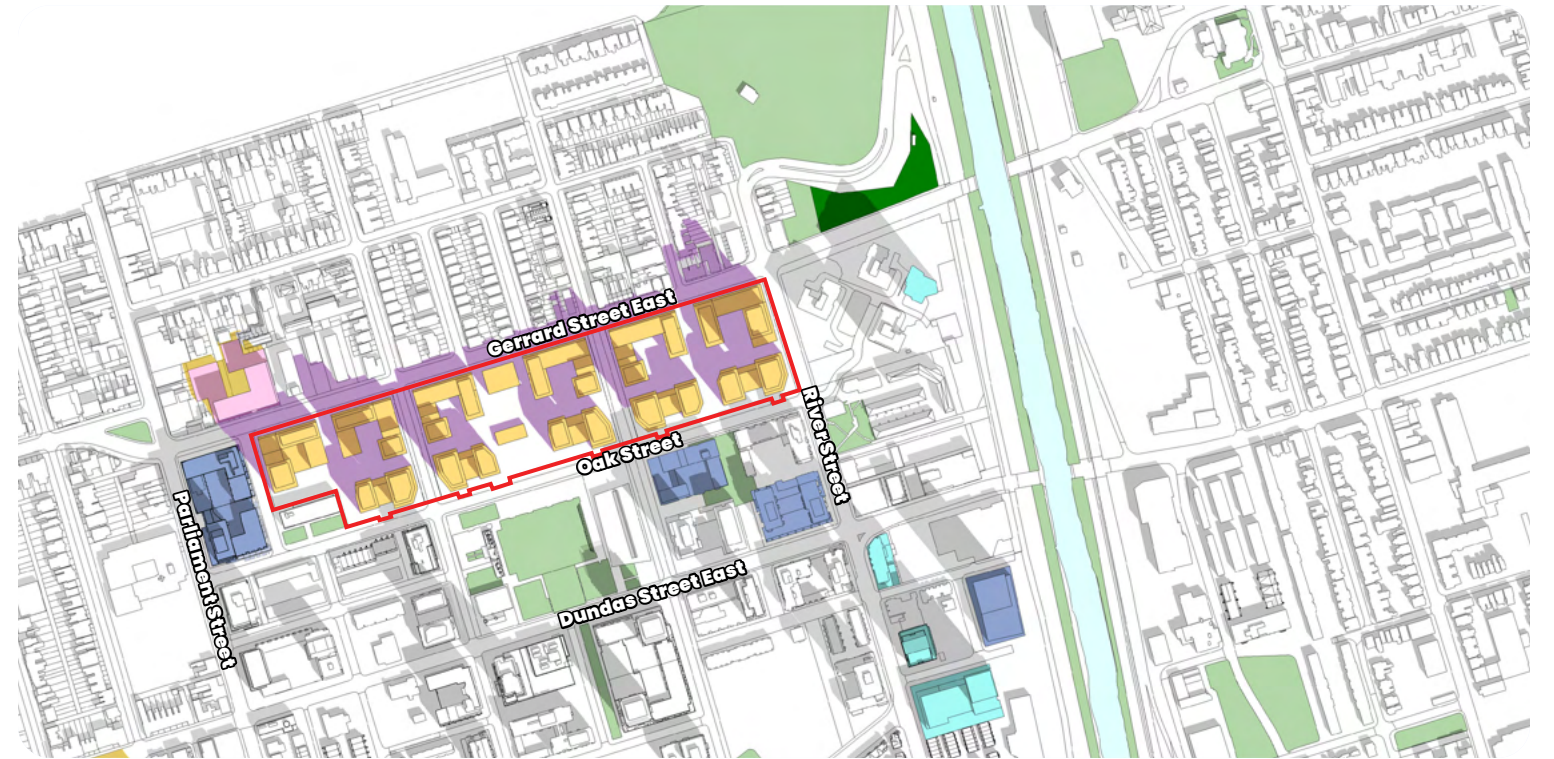 Gerrard Street East
Oak Street
River Street
Parliament Street
Dundas Street East